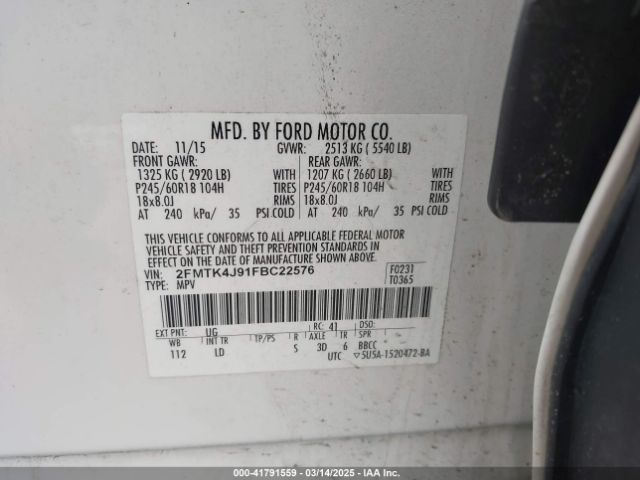 MFD. BY FORD MOTOR CO.
DATE: 11/15 GVWR: 2513 KG ( 5540 LB)
FRONT GAWR: REAR GAWR:
1325 KG ( 2920 LB) WITH 1207 KG ( 2660 LB) WITH
P245/60R18 104H TIRES P245/60R18 104H TIRES
18x8.0J RIMS 18x8.0J RIMS
AT 240 kPa/ 35 PSI COLD AT 240 kPa/ 35 PSI COLD
THIS VEHICLE CONFORMS TO ALL APPLICABLE FEDERAL MOTOR
VEHICLE SAFETY AND THEFT PREVENTION STANDARDS IN
EFFECT ON THE DATE OF MANUFACTURE SHOWN ABOVE.
VIN: 2FMTK4J91FBC22576 F0231
TYPE: MPV T0365
EXT PNT: UG RC: 41 DSO:
WB INT TR TP/PS R AXLE TR SPR
112 LD S 3D 6 BBCC
UTC ▽5U5A-1520472-BA
000-41791559 - 03/14/2025 - IAAI.COM